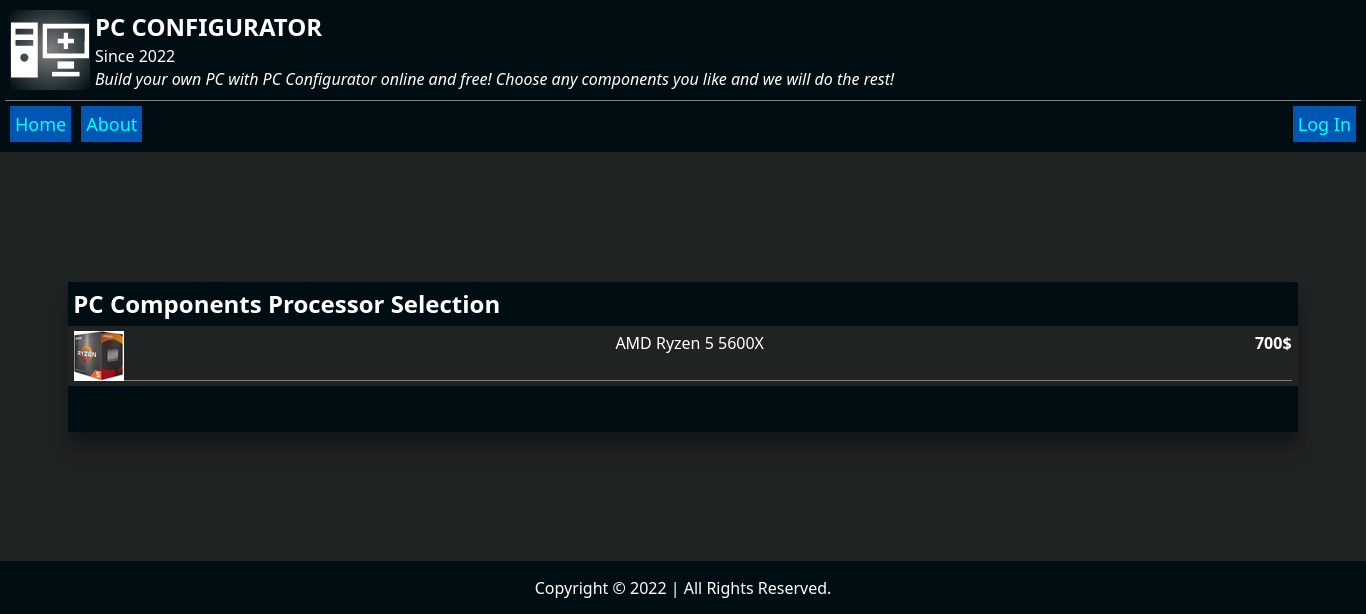 PC CONFIGURATOR
Since 2022
Build your own PC with PC Configurator online and free! Choose any components you like and we will do the rest!
Home About Log In
PC Components Processor Selection
RYZEN
5
AMD Ryzen 5 5600X 700$
Copyright © 2022 | All Rights Reserved.